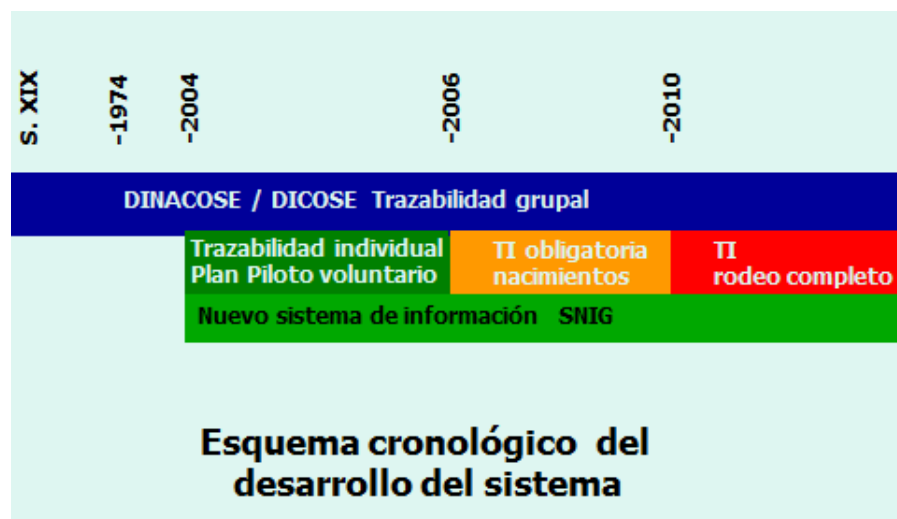 S. XIX
-1974
-2004
-2006
-2010
DINACOSE / DICOSE Trazabilidad grupal
Trazabilidad individual
Plan Piloto voluntario
TI obligatoria
nacimientos
TI
rodeo completo
Nuevo sistema de información SNIG
Esquema cronológico del
desarrollo del sistema